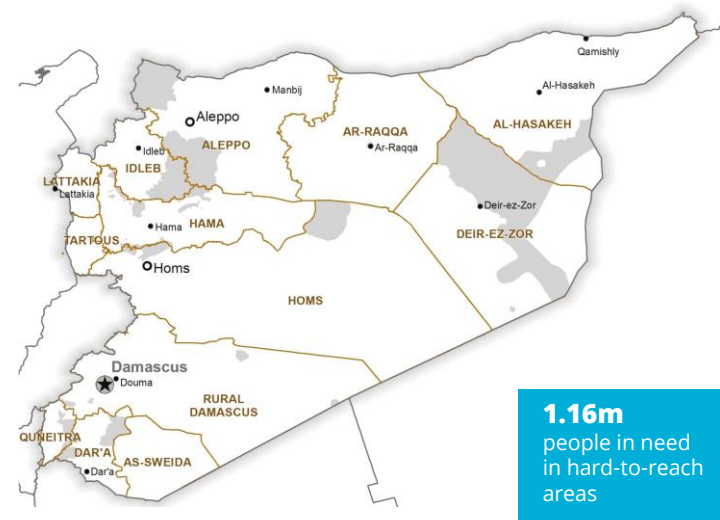 Qamishly
Al-Hasakeh
Manbij
Aleppo
AL-HASAKEH
AR-RAQQA
ALEPPO
Ar-Raqqa
Idleb
IDLEB
LATTAKIA
Lattakia
Deir-ez-Zor
HAMA
Hama
DEIR-EZ-ZOR
TARTOUS
Homs
HOMS
Damascus
Douma
RURAL
DAMASCUS
QUNEITRA
DAR'A
AS-SWEIDA
Dar'a
1.16m
people in need
in hard-to-reach
areas